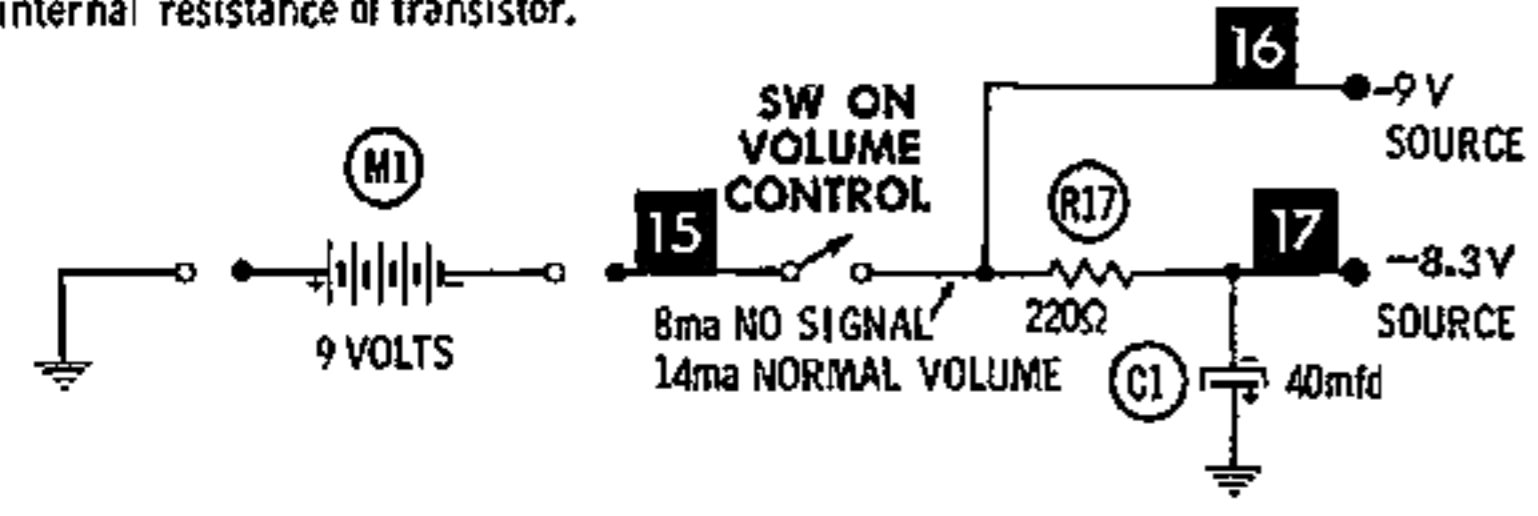 internal resistance of transistor.
16
-9 V
SOURCE
SW ON
VOLUME
CONTROL
M1
15
R17
17
-8.3V
SOURCE
+
-
9 VOLTS
8ma NO SIGNAL
14ma NORMAL VOLUME
220Ω
C1
-
+
40mfd